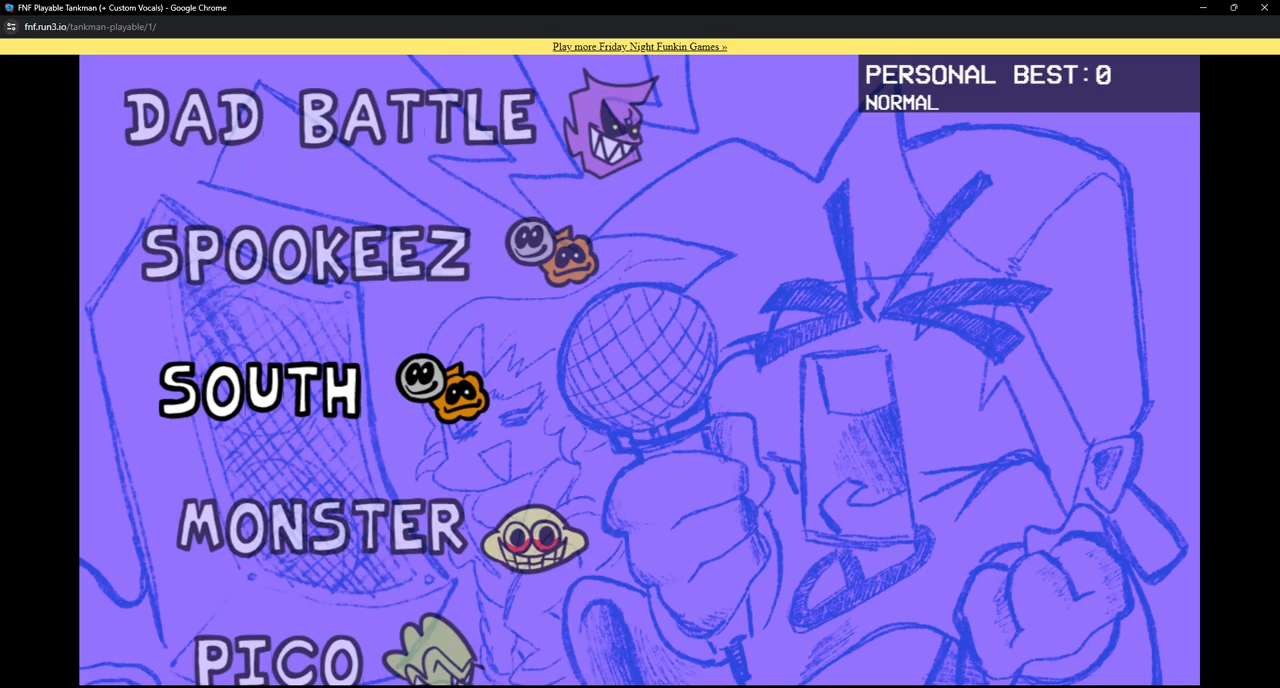 FNF Playable Tankman (+ Custom Vocals) - Google Chrome
fnf.run3.io/tankman-playable/1/
Play more Friday Night Funkin Games »
PERSONAL BEST:0
NORMAL
DAD BATTLE
SPOOKEEZ
SOUTH
MONSTER
PICO